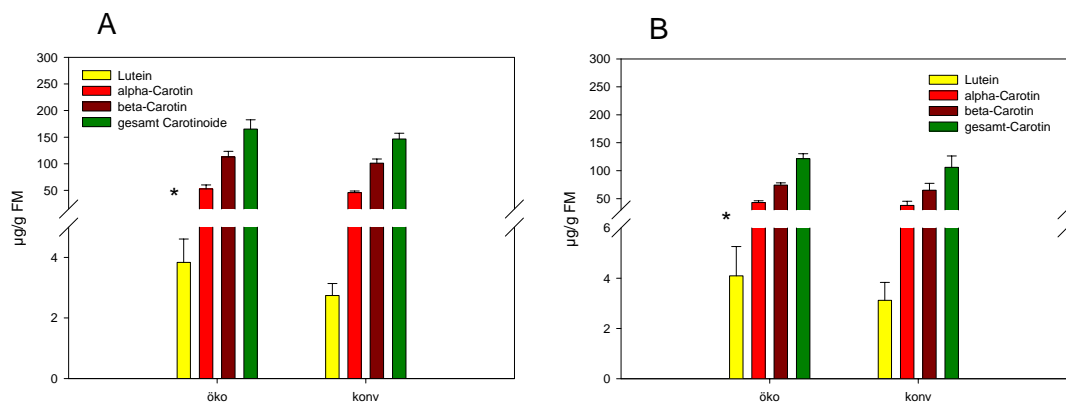 A
µg/g FM
300
250
200
150
100
50
4
2
0
Lutein
alpha-Carotin
beta-Carotin
gesamt Carotinoide
*
öko
konv
B
µg/g FM
300
250
200
150
100
50
6
4
2
0
Lutein
alpha-Carotin
beta-Carotin
gesamt-Carotin
*
öko
konv